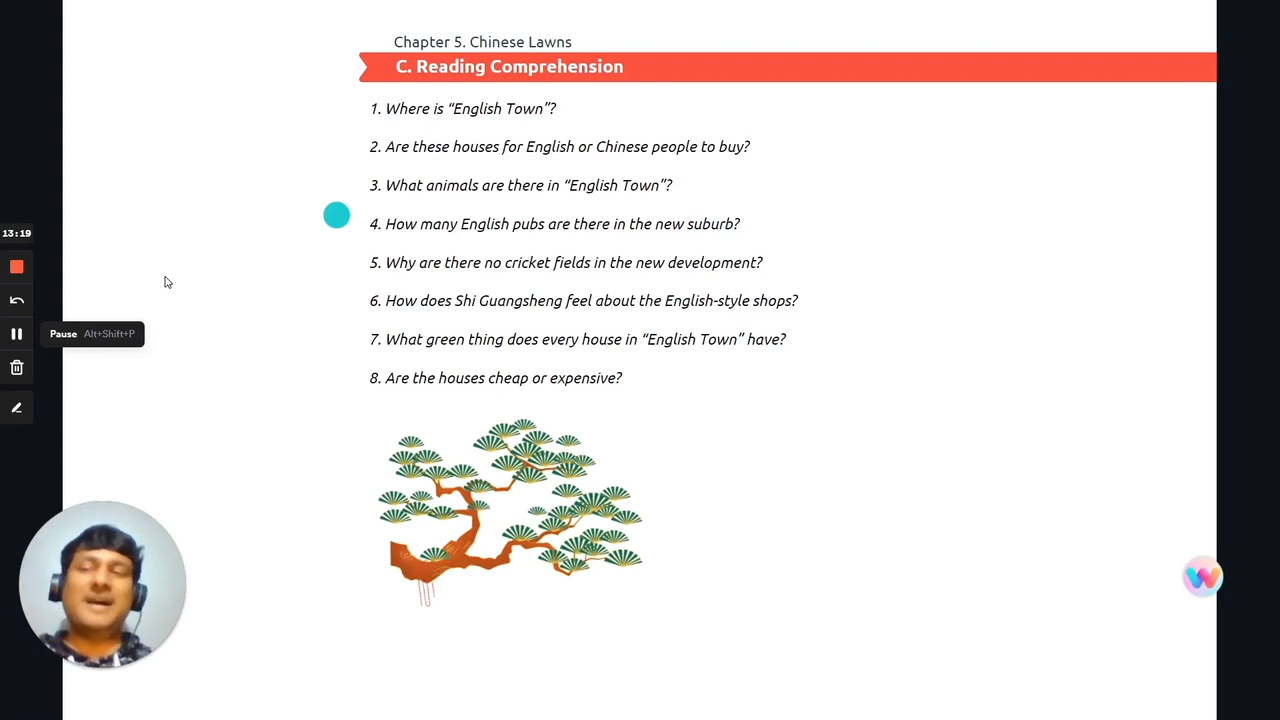 Chapter 5. Chinese Lawns
C. Reading Comprehension
1. Where is “English Town”?
2. Are these houses for English or Chinese people to buy?
3. What animals are there in “English Town”?
4. How many English pubs are there in the new suburb?
5. Why are there no cricket fields in the new development?
6. How does Shi Guangsheng feel about the English-style shops?
7. What green thing does every house in “English Town” have?
8. Are the houses cheap or expensive?
13:19
Pause Alt+Shift+P